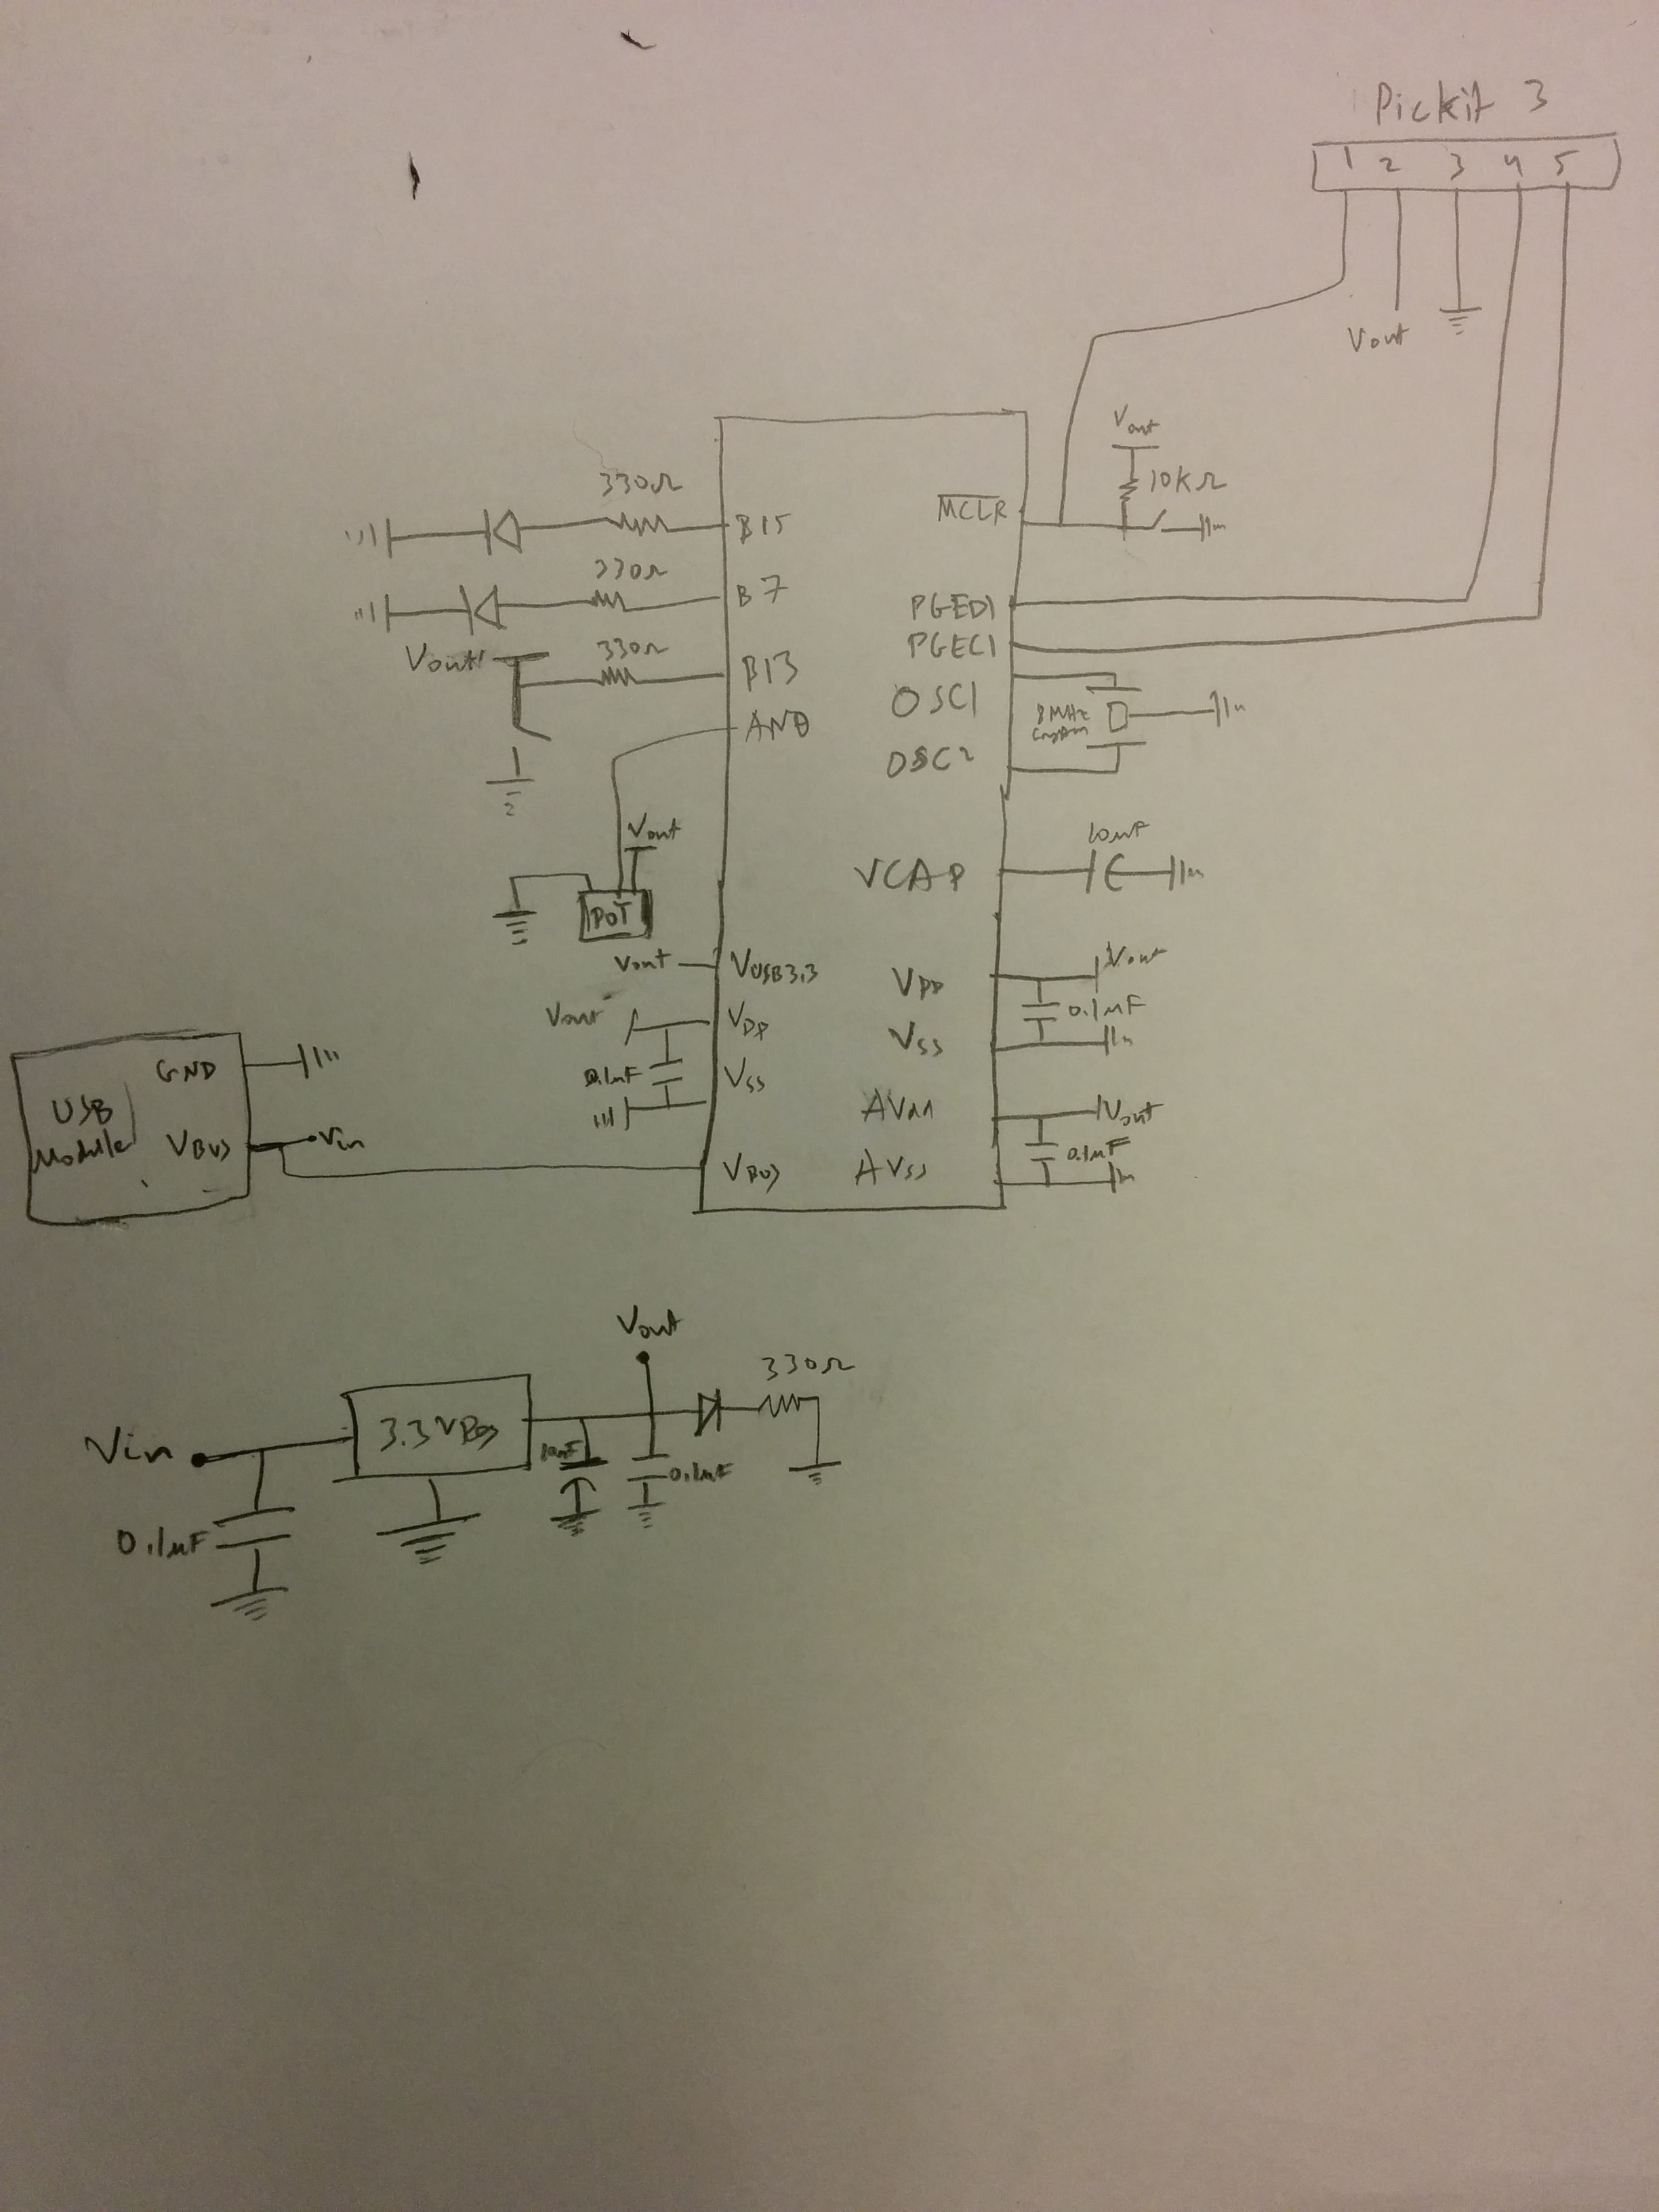 Pickit 3
1 2 3 4 5
Vout
Vout
10KΩ
330Ω
MCLR
B15
330Ω
B7
PGED1
Vout
330Ω
B13
PGEC1
AN0
OSC1
8MHz
OSC2
Vout
10uF
VCAP
POT
Vout
VUSB3.3
VDD
Vout
0.1uF
Vout
VDD
VSS
0.1uF
VSS
GND
USB
Module
VBUS
Vin
AVDD
Vout
0.1uF
VBUS
AVSS
Vout
330Ω
Vin
3.3V Reg
10uF
0.1uF
0.1uF